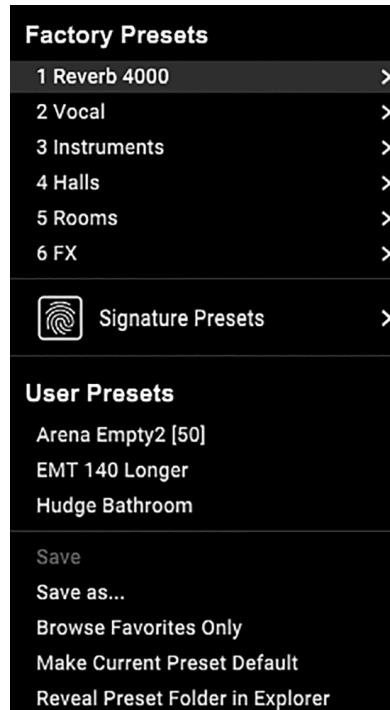 Factory Presets
1 Reverb 4000
2 Vocal
3 Instruments
4 Halls
5 Rooms
6 FX
Signature Presets
User Presets
Arena Empty2 [50]
EMT 140 Longer
Hudge Bathroom
Save
Save as...
Browse Favorites Only
Make Current Preset Default
Reveal Preset Folder in Explorer